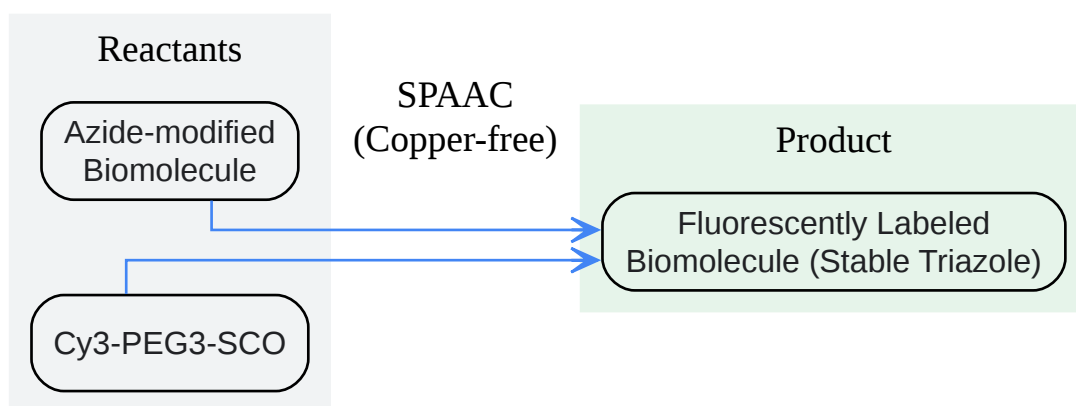 Reactants
Azide-modified
Biomolecule
Cy3-PEG3-SCO
SPAAC
(Copper-free)
Product
Fluorescently Labeled
Biomolecule (Stable Triazole)